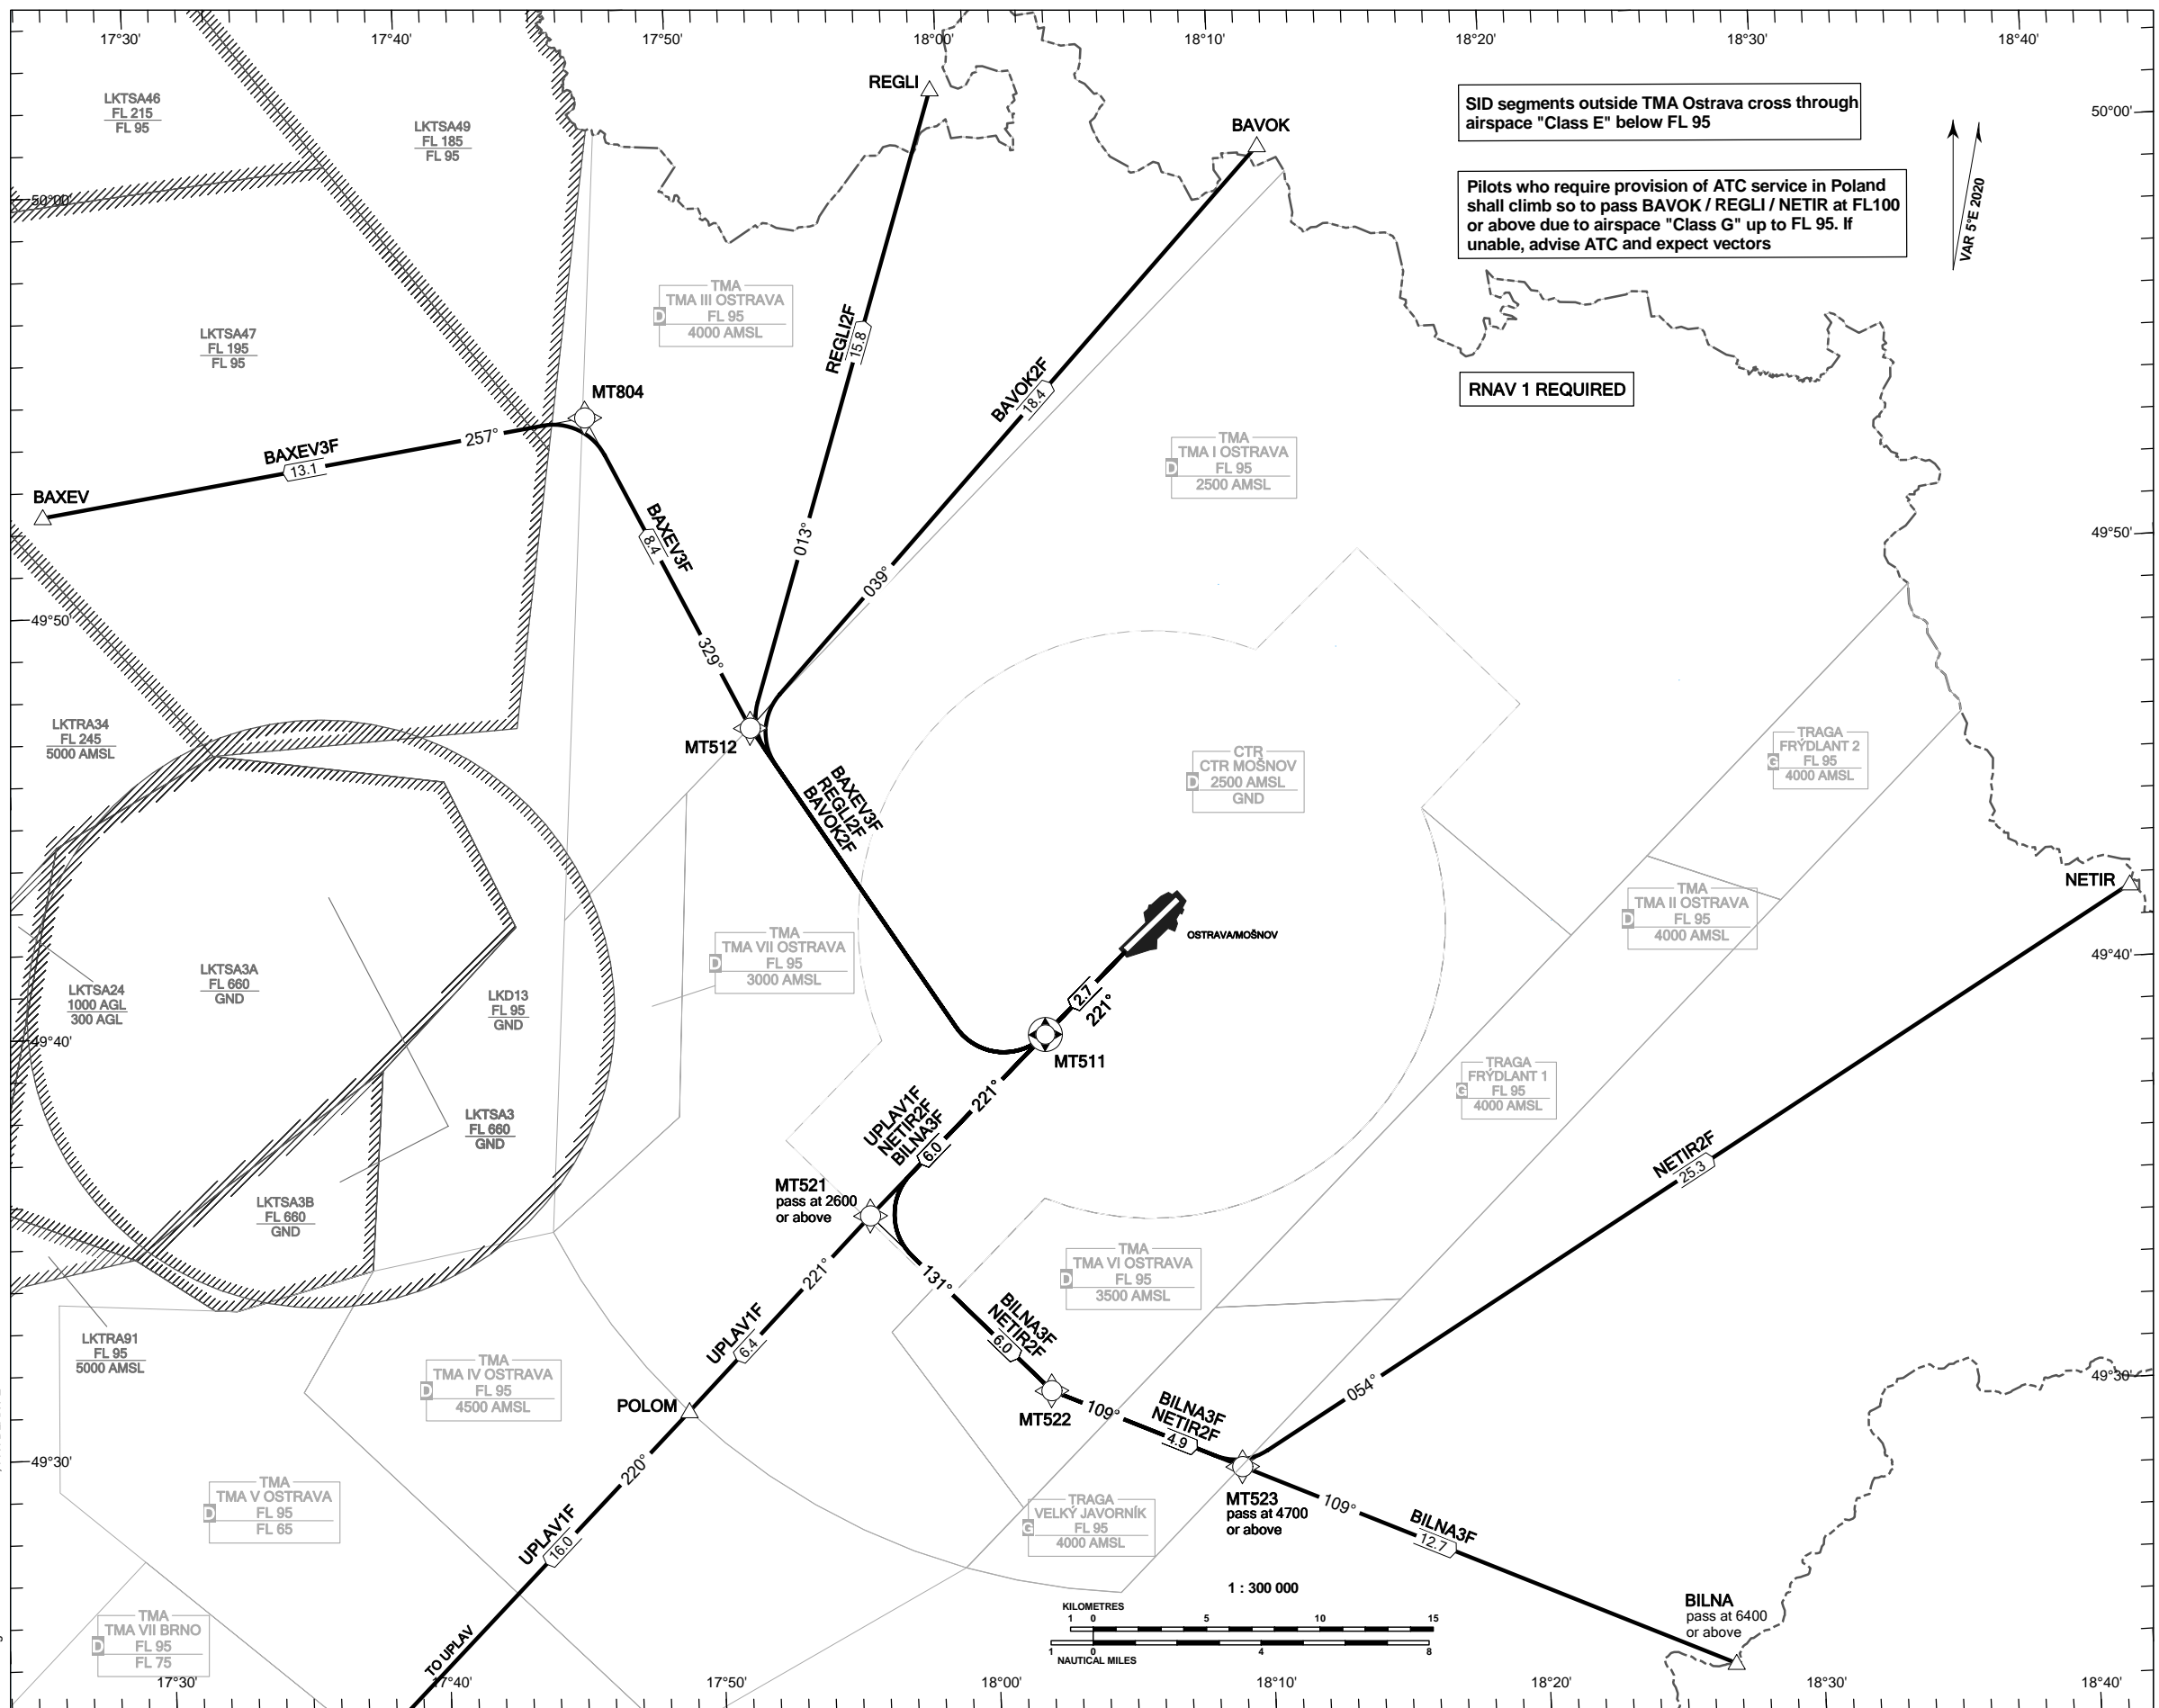 17°30'
17°40'
17°50'
18°00'
18°10'
18°20'
18°30'
18°40'
REGLI
LKTSA46
FL 215
FL 95
LKTSA49
FL 185
FL 95
BAVOK
SID segments outside TMA Ostrava cross through
airspace "Class E" below FL 95
50°00'
Pilots who require provision of ATC service in Poland
shall climb so to pass BAVOK / REGLI / NETIR at FL100
or above due to airspace "Class G" up to FL 95. If
unable, advise ATC and expect vectors
VAR 5°E 2020
50°00'
TMA
TMA III OSTRAVA
D
FL 95
4000 AMSL
LKTSA47
FL 195
FL 95
REGLI2F
15.8
BAVOK2F
18.4
RNAV 1 REQUIRED
MT804
BAXEV3F
13.1
257°
BAXEV
TMA
TMA I OSTRAVA
D
FL 95
2500 AMSL
BAXEV3F
8.4
013°
039°
49°50'
49°50'
329°
LKTRA34
FL 245
5000 AMSL
MT512
BAXEV3F
REGLI2F
BAVOK2F
CTR
CTR MOŠNOV
D
2500 AMSL
GND
TRAGA
FRÝDLANT 2
G
FL 95
4000 AMSL
NETIR
TMA
TMA II OSTRAVA
D
FL 95
4000 AMSL
OSTRAVA/MOŠNOV
TMA
TMA VII OSTRAVA
D
FL 95
3000 AMSL
49°40'
LKTSA3A
FL 660
GND
LKTSA24
1000 AGL
300 AGL
LKD13
FL 95
GND
2.7
221°
49°40'
MT511
TRAGA
FRÝDLANT 1
G
FL 95
4000 AMSL
221°
UPLAV1F
NETIR2F
BILNA3F
6.0
LKTSA3
FL 660
GND
NETIR2F
25.3
MT521
pass at 2600
or above
LKTSA3B
FL 660
GND
TMA
TMA VI OSTRAVA
D
FL 95
3500 AMSL
221°
131°
LKTRA91
FL 95
5000 AMSL
UPLAV1F
6.4
BILNA3F
NETIR2F
6.0
TMA
TMA IV OSTRAVA
D
FL 95
4500 AMSL
054°
49°30'
POLOM
MT522
109°
BILNA3F
NETIR2F
4.9
49°30'
220°
TMA
TMA V OSTRAVA
D
FL 95
FL 65
MT523
pass at 4700
or above
109°
TRAGA
VELKÝ JAVORNÍK
G
FL 95
4000 AMSL
BILNA3F
12.7
UPLAV1F
16.0
1 : 300 000
KILOMETRES
1 0 5 10 15
1 0 4 8
NAUTICAL MILES
BILNA
pass at 6400
or above
TMA
TMA VII BRNO
D
FL 95
FL 75
TO UPLAV
17°30'
17°40'
17°50'
18°00'
18°10'
18°20'
18°30'
18°40'